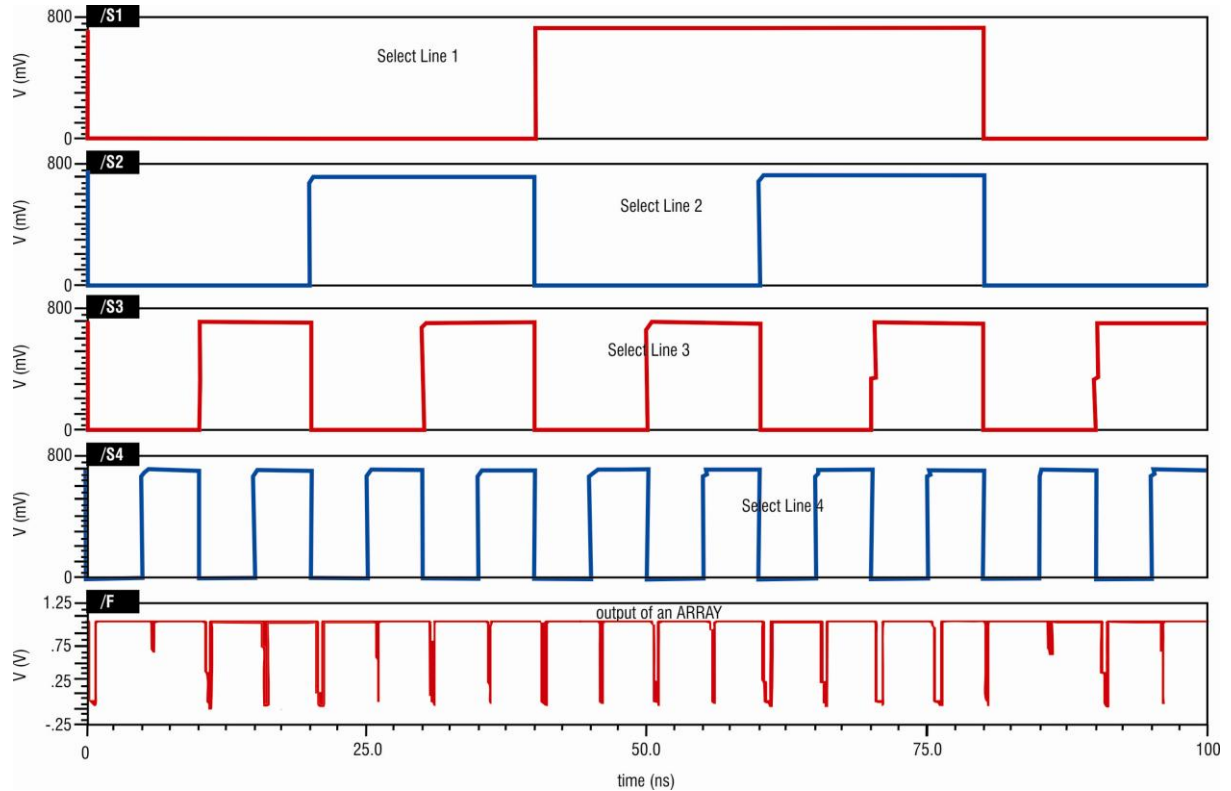 /S1
800
V (mV)
0
Select Line 1
/S2
800
V (mV)
0
Select Line 2
/S3
800
V (mV)
0
Select Line 3
/S4
800
V (mV)
0
Select Line 4
/F
1.25
.75
V (V)
.25
-.25
output of an ARRAY
0
25.0
50.0
75.0
100
time (ns)